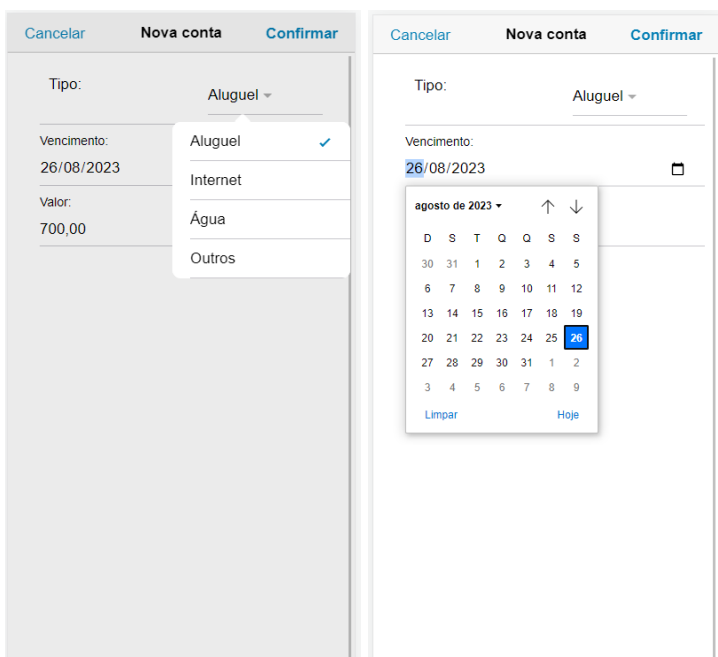 Cancelar Nova conta Confirmar
Tipo:
Aluguel
Vencimento:
26/08/2023
Valor:
700,00
Aluguel
Internet
Água
Outros
Cancelar Nova conta Confirmar
Tipo:
Aluguel
Vencimento:
26/08/2023
agosto de 2023
D S T Q Q S S
30 31 1 2 3 4 5
6 7 8 9 10 11 12
13 14 15 16 17 18 19
20 21 22 23 24 25 26
27 28 29 30 31 1 2
3 4 5 6 7 8 9
Limpar Hoje